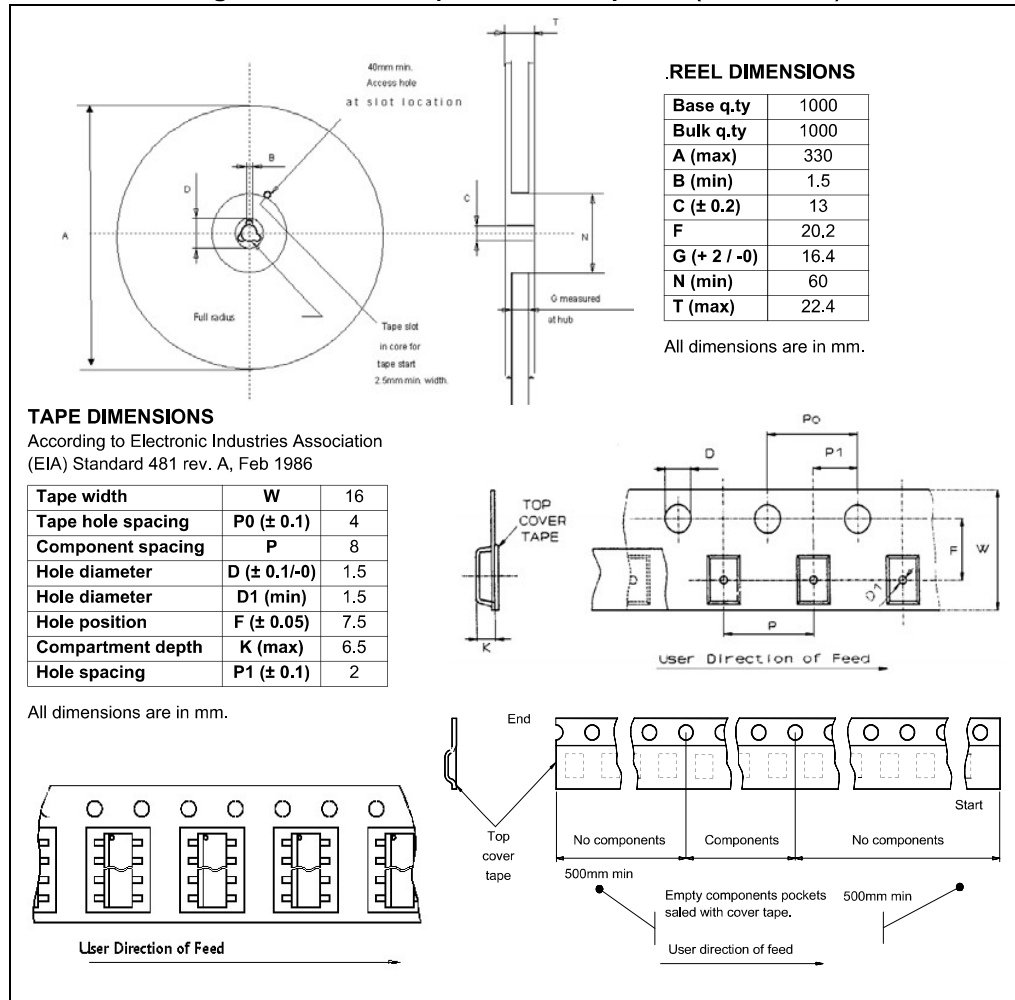 T
40mm min.
Access hole
at slot location
B
D
C
A
N
Full radius
Tape slot
in core for
tape start
2.5mm min. width.
G measured
at hub
.REEL DIMENSIONS
Base q.ty 1000
Bulk q.ty 1000
A (max) 330
B (min) 1.5
C (± 0.2) 13
F 20.2
G (+ 2 / -0) 16.4
N (min) 60
T (max) 22.4
All dimensions are in mm.
TAPE DIMENSIONS
According to Electronic Industries Association
(EIA) Standard 481 rev. A, Feb 1986
Tape width W 16
Tape hole spacing P0 (± 0.1) 4
Component spacing P 8
Hole diameter D (± 0.1/-0) 1.5
Hole diameter D1 (min) 1.5
Hole position F (± 0.05) 7.5
Compartment depth K (max) 6.5
Hole spacing P1 (± 0.1) 2
All dimensions are in mm.
Po
D
P1
TOP
COVER
TAPE
F
W
D1
P
K
User Direction of Feed
End
Start
Top
cover
tape
No components
Components
No components
500mm min
Empty components pockets
saled with cover tape.
500mm min
User direction of feed
User Direction of Feed